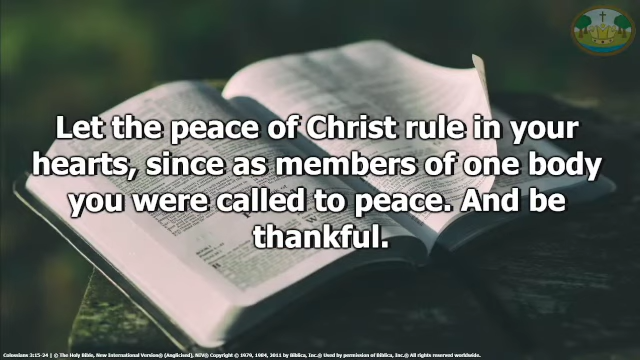 Let the peace of Christ rule in your
hearts, since as members of one body
you were called to peace. And be
thankful.
Colossians 3:15-24 | © The Holy Bible, New International Version® (Anglicised), NIV® Copyright © 1979, 1984, 2011 by Biblica, Inc.® Used by permission of Biblica, Inc.® All rights reserved worldwide.